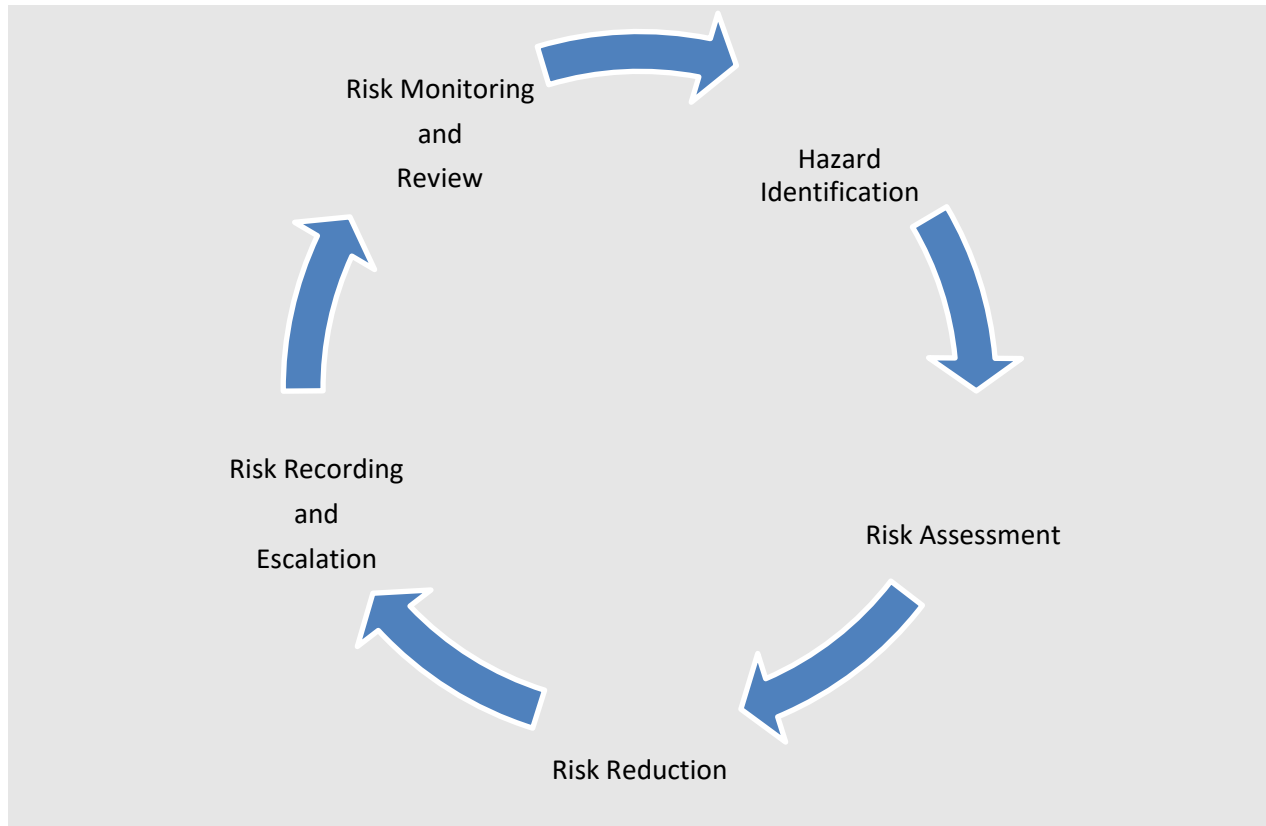 Risk Monitoring
and
Review
Hazard
Identification
Risk Assessment
Risk Reduction
Risk Recording
and
Escalation